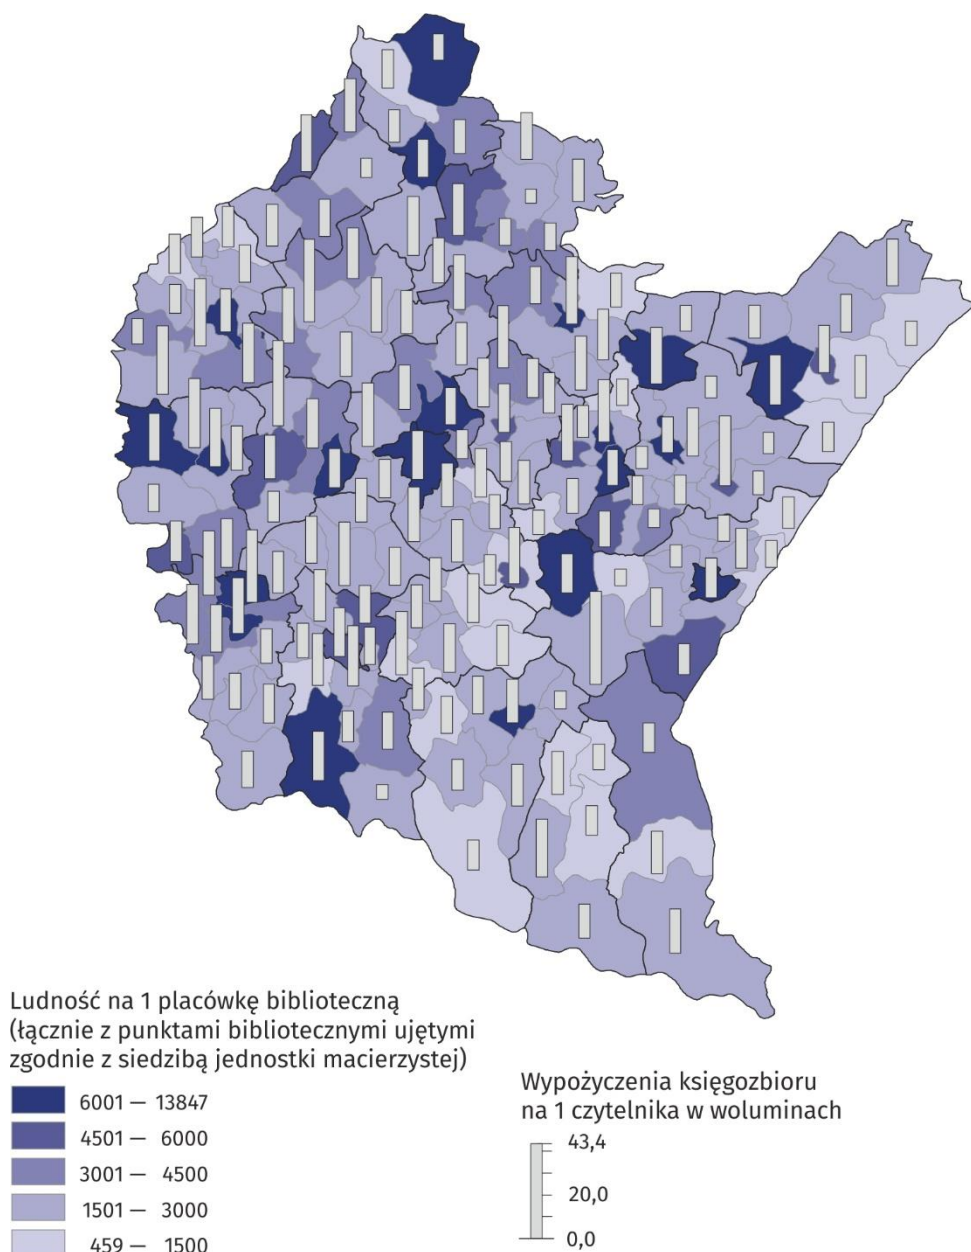 Ludność na 1 placówkę biblioteczną
(łącznie z punktami bibliotecznymi ujętymi
zgodnie z siedzibą jednostki macierzystej)
6001 — 13847
4501 — 6000
3001 — 4500
1501 — 3000
459 — 1500
Wypożyczenia księgozbioru
na 1 czytelnika w woluminach
43,4
20,0
0,0